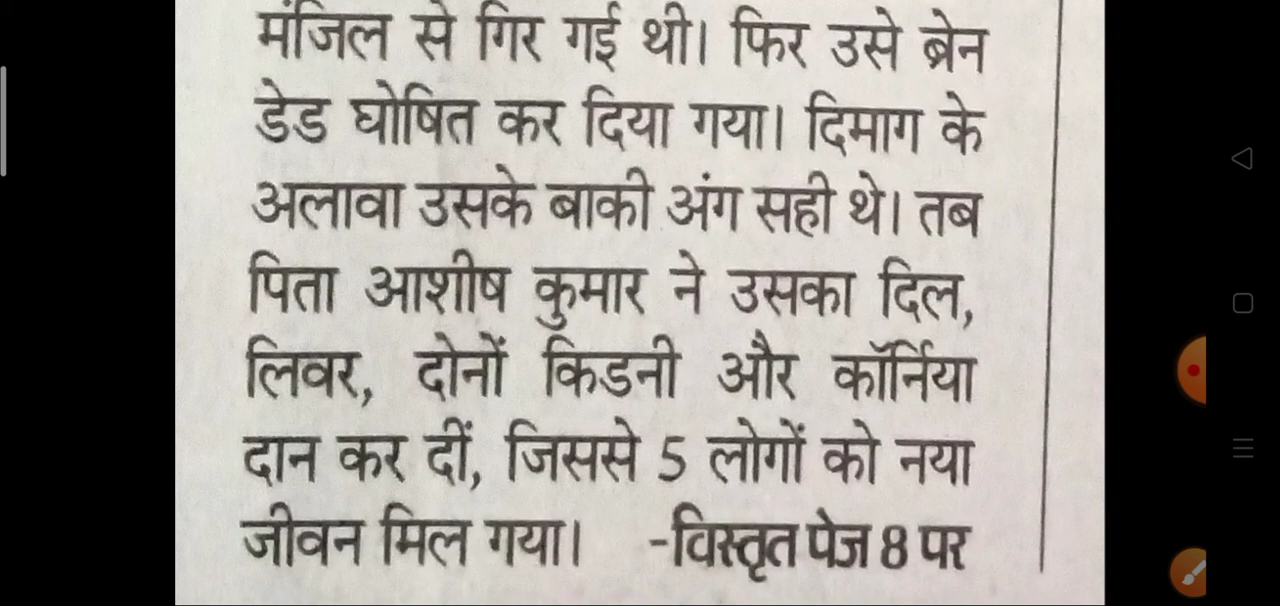 मंजिल से गिर गई थी। फिर उसे ब्रेन
डेड घोषित कर दिया गया। दिमाग के
अलावा उसके बाकी अंग सही थे। तब
पिता आशीष कुमार ने उसका दिल,
लिवर, दोनों किडनी और कॉर्निया
दान कर दीं, जिससे 5 लोगों को नया
जीवन मिल गया। -विस्तृत पेज 8 पर